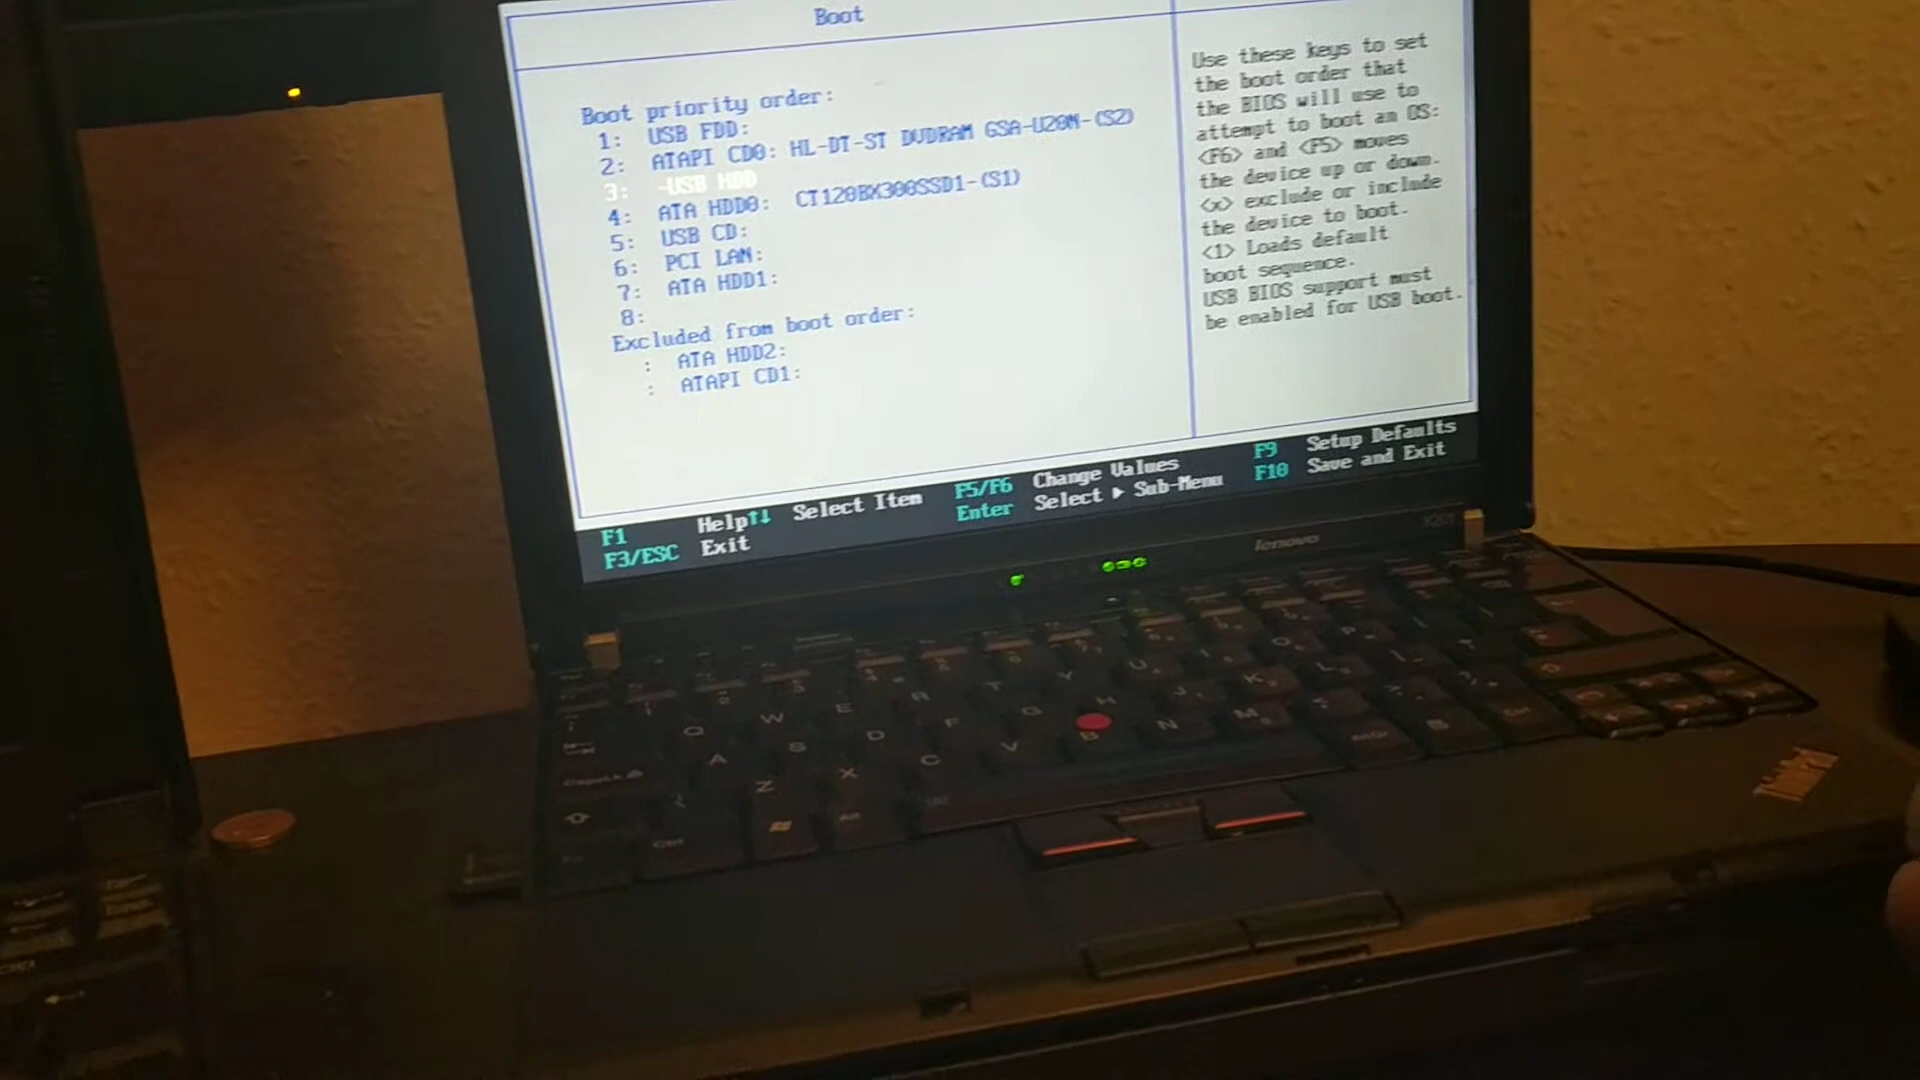 Boot
Boot priority order:
1: USB FDD:
2: ATAPI CD0: HL-DT-ST DVDRAM GSA-U20N-(S2)
3: -USB HDD
4: ATA HDD0: CT120BX300SSD1-(S1)
5: USB CD:
6: PCI LAN:
7: ATA HDD1:
8:
Excluded from boot order:
: ATA HDD2:
: ATAPI CD1:
Use these keys to set
the boot order that
the BIOS will use to
attempt to boot an OS:
<F6> and <F5> moves
the device up or down.
<x> exclude or include
the device to boot.
<1> Loads default
boot sequence.
USB BIOS support must
be enabled for USB boot.
F1 Help ↑↓ Select Item F5/F6 Change Values F9 Setup Defaults
F3/ESC Exit Enter Select ▶ Sub-Menu F10 Save and Exit
lenovo
X201
Q W E R T Y U I O P
A S D F G H J K L
Z X C V B N M
Ctrl
Alt